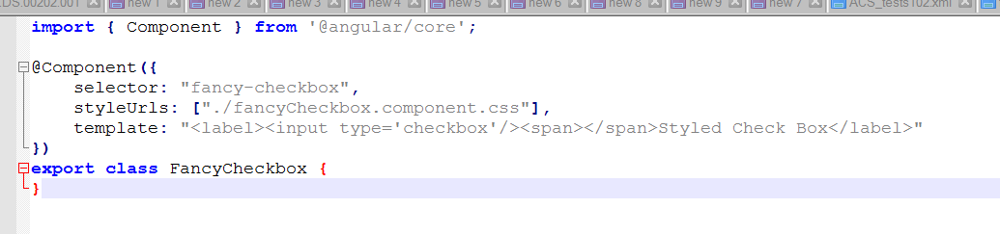 DS.00202.001 new 1 new 2 new 3 new 4 new 5 new 6 new 8 new 9 new 7 ACS_tests102.xml
import { Component } from '@angular/core';
@Component({
selector: "fancy-checkbox",
styleUrls: ["./fancyCheckbox.component.css"],
template: "<label><input type='checkbox'/><span></span>Styled Check Box</label>"
})
export class FancyCheckbox {
}